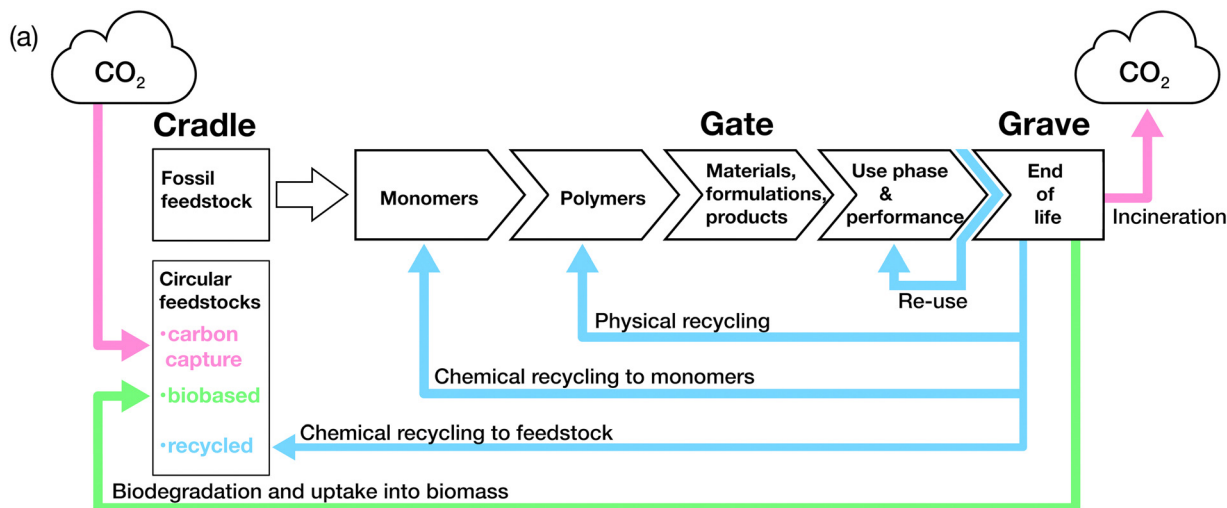 (a)
CO₂
CO₂
Cradle
Gate
Grave
Fossil
feedstock
Monomers
Polymers
Materials,
formulations,
products
Use phase
&
performance
End
of
life
Incineration
Circular
feedstocks
•carbon
capture
•biobased
•recycled
Re-use
Physical recycling
Chemical recycling to monomers
Chemical recycling to feedstock
Biodegradation and uptake into biomass